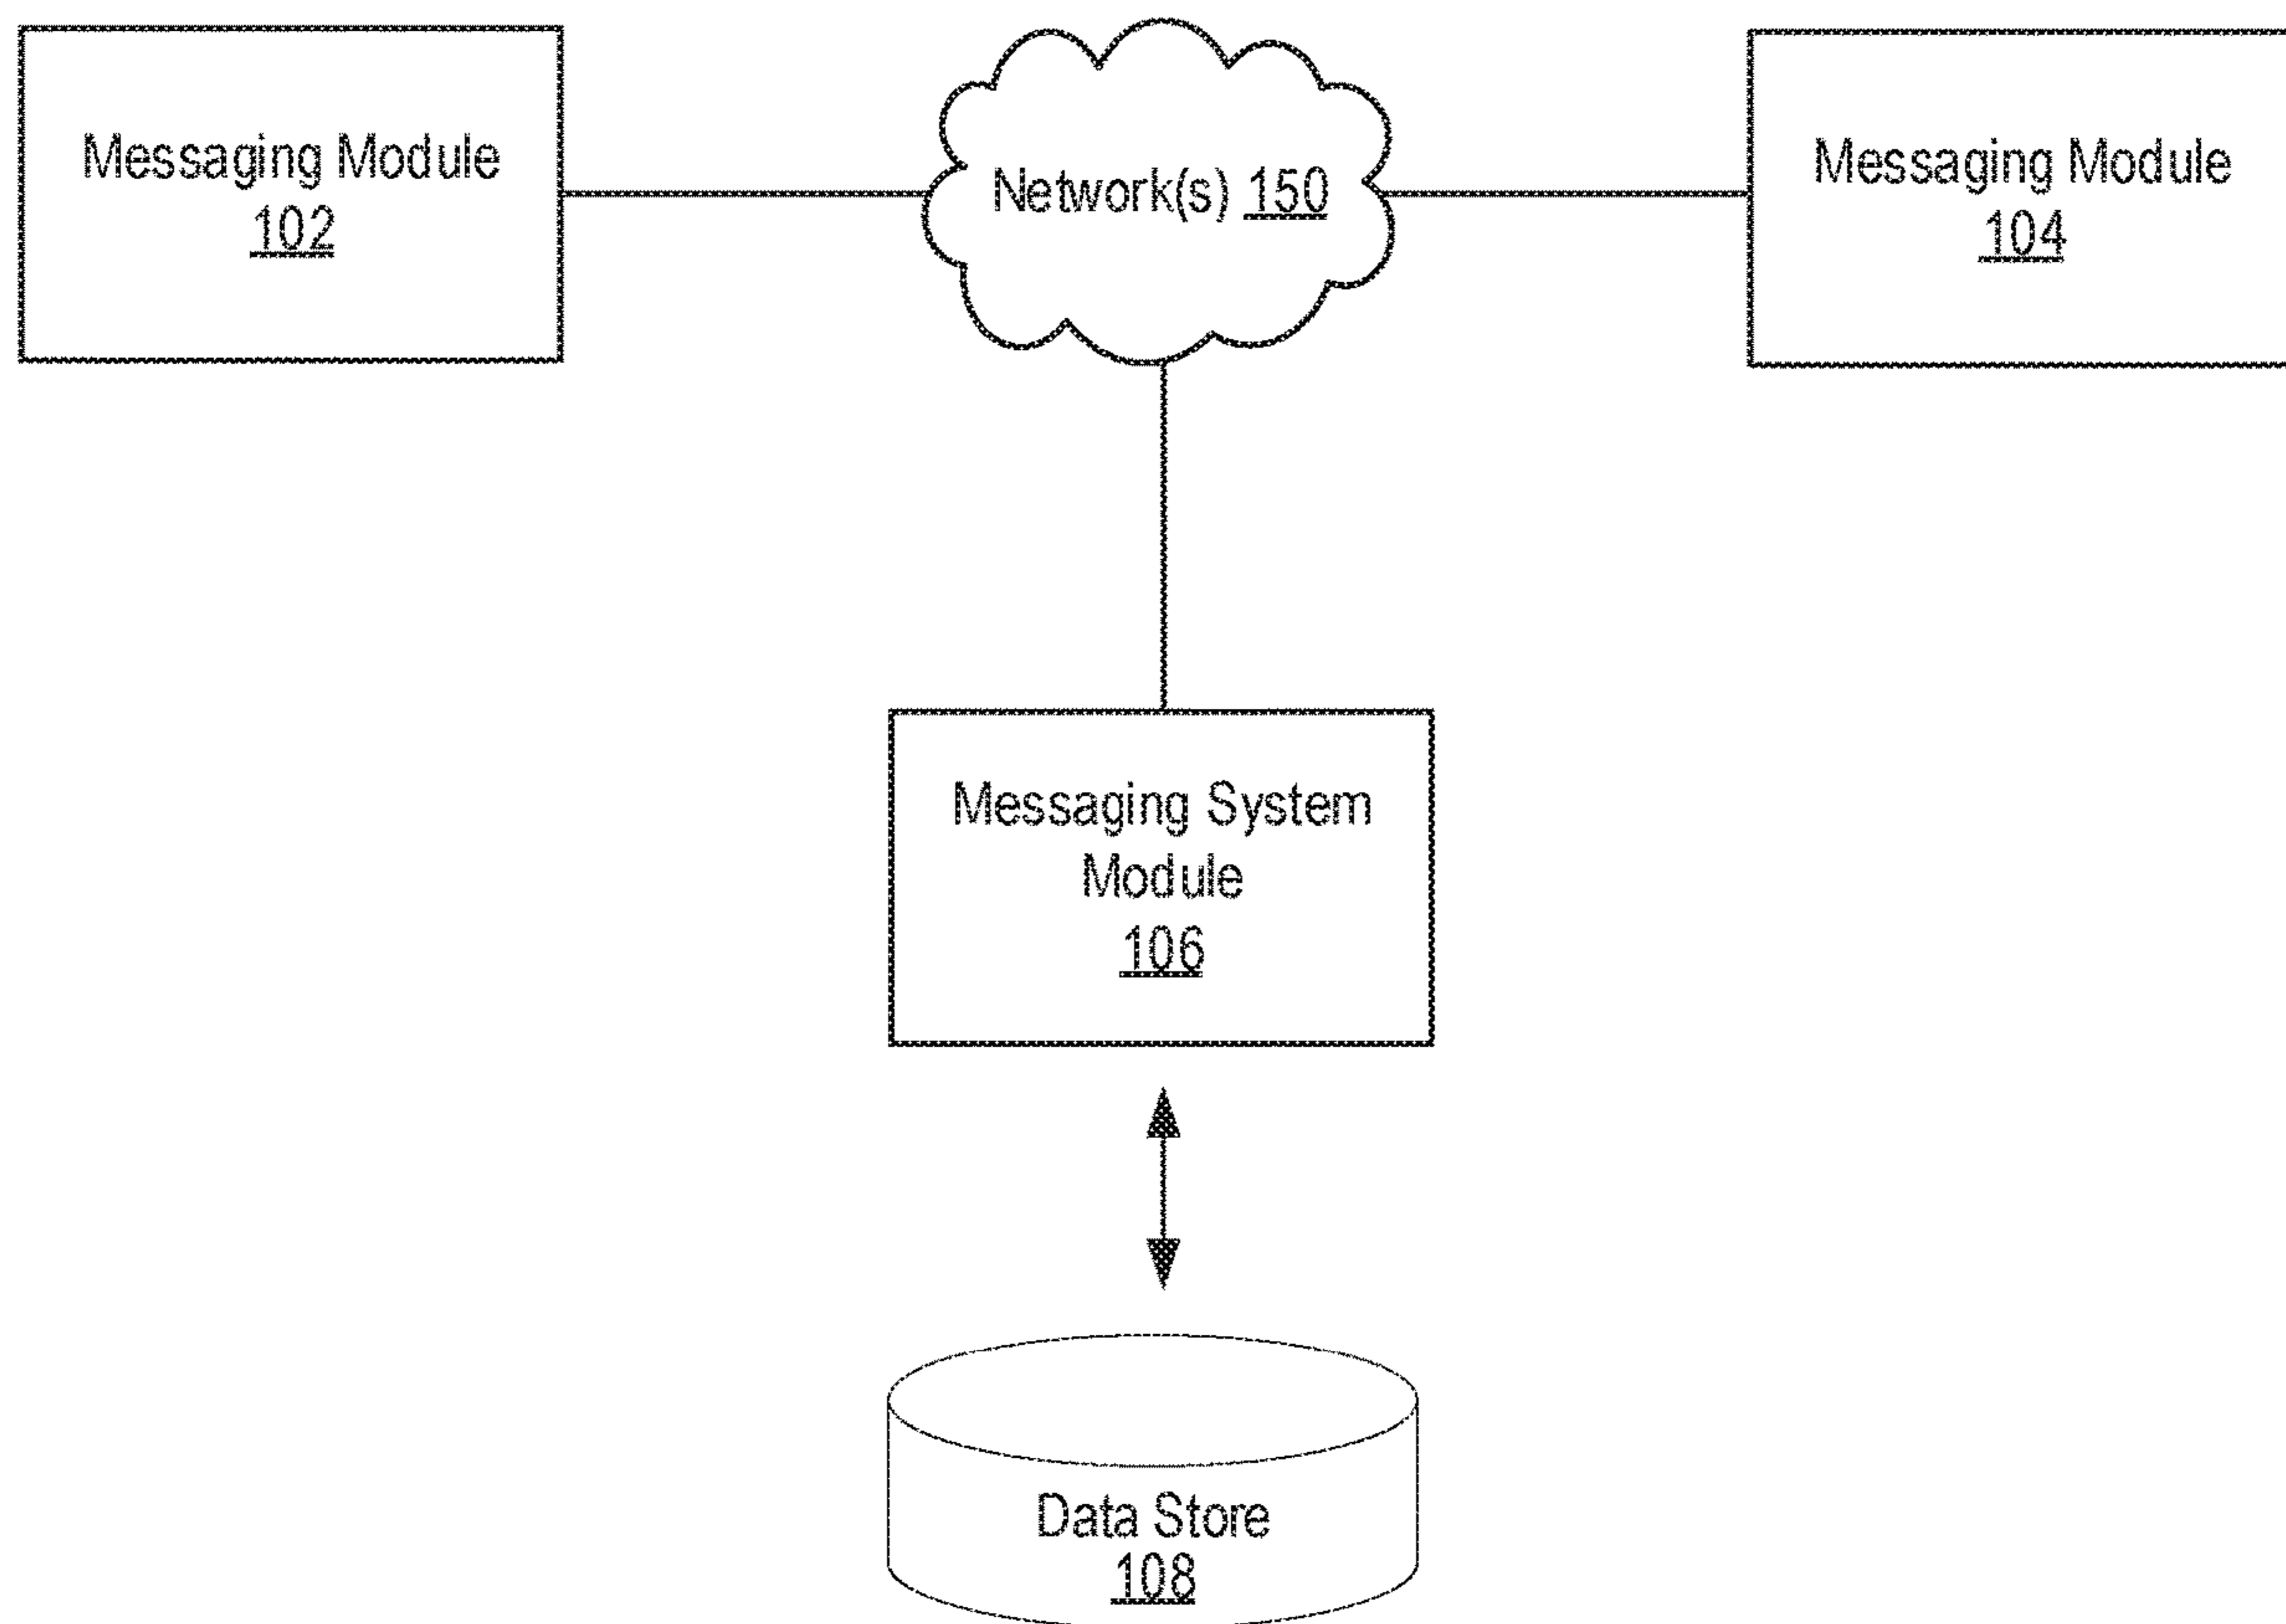 Messaging Module
102
Network(s) 150
Messaging Module
104
Messaging System
Module
106
Data Store
108